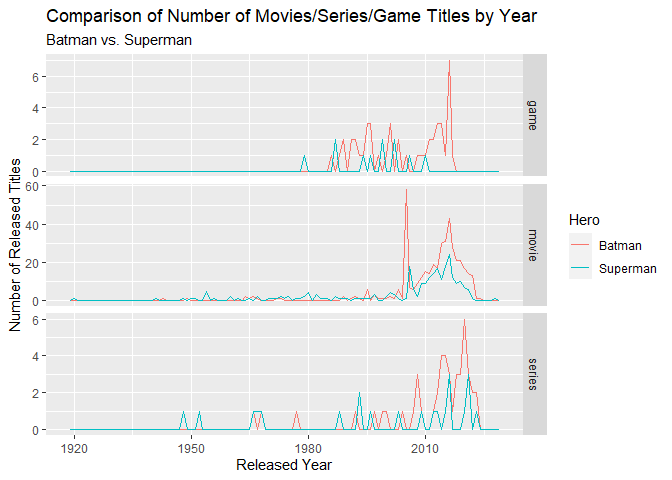 Comparison of Number of Movies/Series/Game Titles by Year
Batman vs. Superman
6
4
2
0
game
60
40
20
0
movie
6
4
2
0
series
Number of Released Titles
1920
1950
1980
2010
Released Year
Hero
Batman
Superman